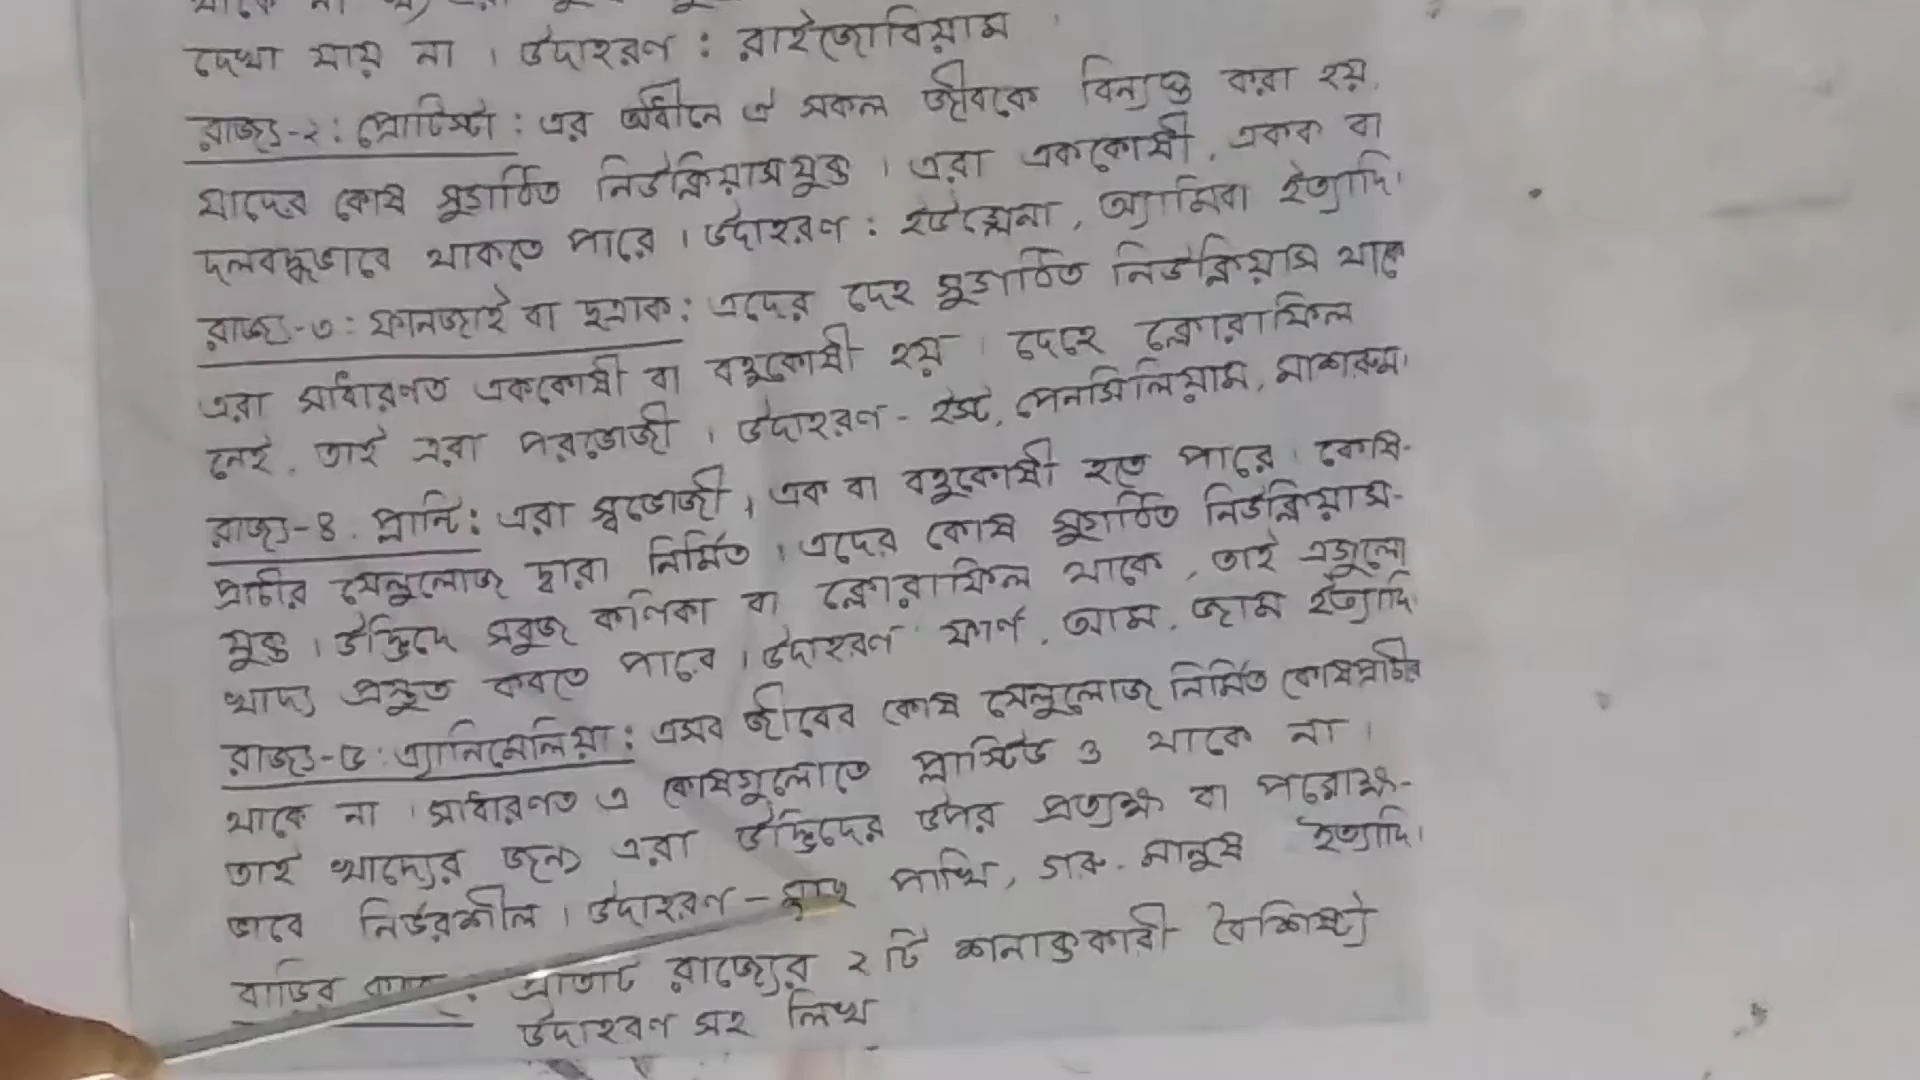 দেখা যায় না । উদাহরণ : রাইজোবিয়াম ।
রাজ্য-২ : প্রোটিস্টা : এর অধীনে ঐ সকল জীবকে বিন্যস্ত করা হয়,
যাদের কোষ সুগঠিত নিউক্লিয়াসযুক্ত । এরা এককোষী, একক বা
দলবদ্ধভাবে থাকতে পারে । উদাহরণ : ইউগ্লেনা, অ্যামিবা ইত্যাদি।
রাজ্য-৩ : ফানজাই বা ছত্রাক : এদের দেহ সুগঠিত নিউক্লিয়াস থাকে
এরা সাধারণত এককোষী বা বহুকোষী হয় । দেহে ক্লোরোফিল
নেই, তাই এরা পরভোজী । উদাহরণ - ইস্ট, পেনসিলিয়াম, মাশরুম।
রাজ্য-৪ . প্লানটি : এরা স্বভোজী । এক বা বহুকোষী হতে পারে । কোষ-
প্রাচীর সেলুলোজ দ্বারা নির্মিত । এদের কোষ সুগঠিত নিউক্লিয়াস-
যুক্ত । উদ্ভিদে সবুজ কণিকা বা ক্লোরোফিল থাকে, তাই এগুলো
খাদ্য প্রস্তুত করতে পারে । উদাহরণ ফার্ণ, আম, জাম ইত্যাদি
রাজ্য-৫ : এ্যানিমেলিয়া : এসব জীবের কোষ সেলুলোজ নির্মিত কোষপ্রাচীর
থাকে না । সাধারণত এ কোষগুলোতে প্লাস্টিড ও থাকে না ।
তাই খাদ্যের জন্য এরা উদ্ভিদের উপর প্রত্যক্ষ বা পরোক্ষ-
ভাবে নির্ভরশীল । উদাহরণ - মাছ পাখি, গরু, মানুষ ইত্যাদি।
বাড়ির কাজ : প্রতিটি রাজ্যের ২ টি শনাক্তকারী বৈশিষ্ট্য
উদাহরণ সহ লিখ